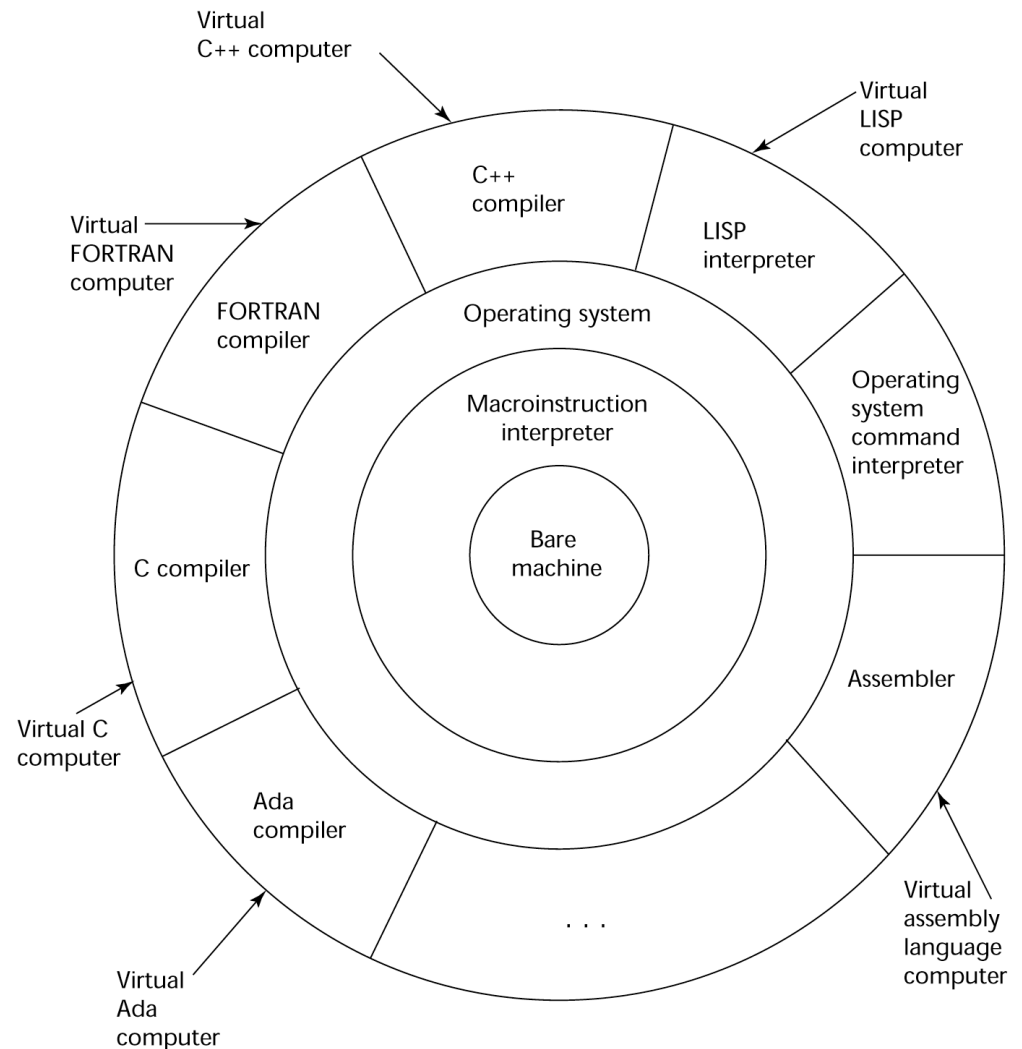 Virtual
C++ computer
Virtual
LISP
computer
C++
compiler
Virtual
FORTRAN
computer
LISP
interpreter
FORTRAN
compiler
Operating system
Operating
system
command
interpreter
Macroinstruction
interpreter
Bare
machine
C compiler
Assembler
Virtual C
computer
Ada
compiler
. . .
Virtual
assembly
language
computer
Virtual
Ada
computer